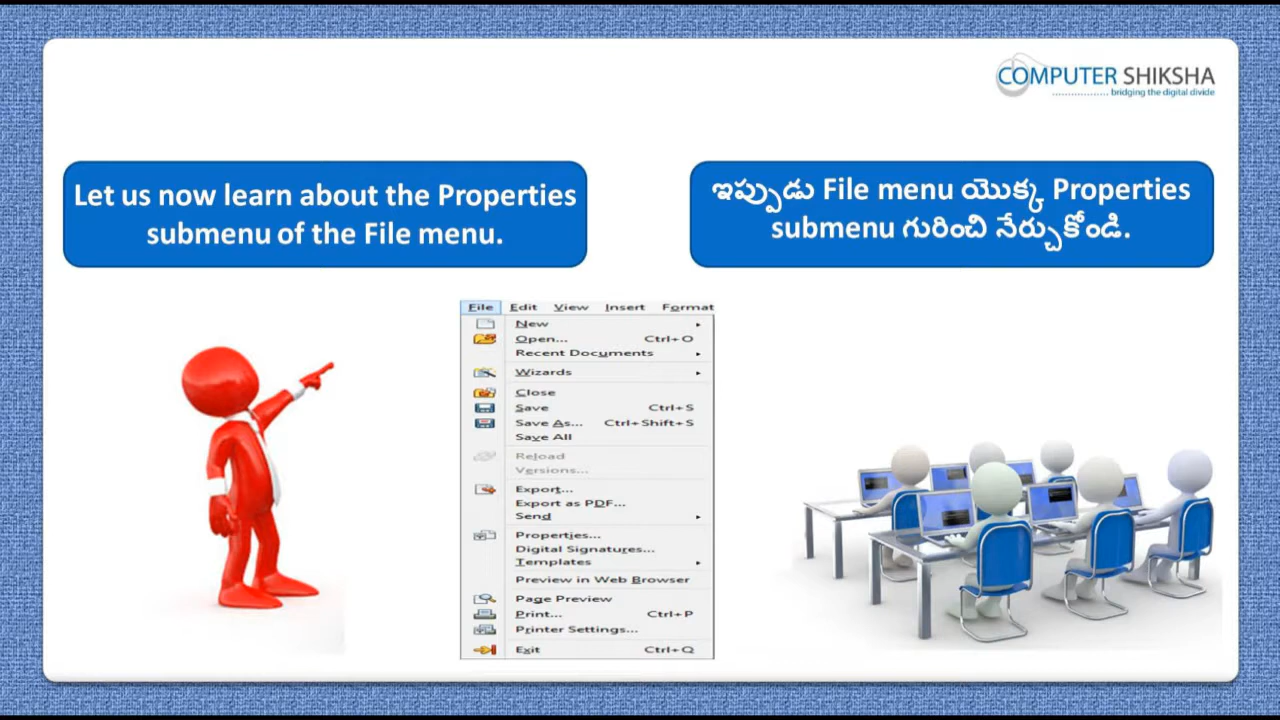 COMPUTER SHIKSHA
bridging the digital divide
Let us now learn about the Properties
submenu of the File menu.
ఇప్పుడు File menu యొక్క Properties
submenu గురించి నేర్చుకోండి.
File Edit View Insert Format
New
Open... Ctrl+O
Recent Documents
Wizards
Close
Save Ctrl+S
Save As... Ctrl+Shift+S
Save All
Reload
Versions...
Export...
Export as PDF...
Send
Properties...
Digital Signatures...
Templates
Preview in Web Browser
Page Preview
Print... Ctrl+P
Printer Settings...
Exit Ctrl+Q